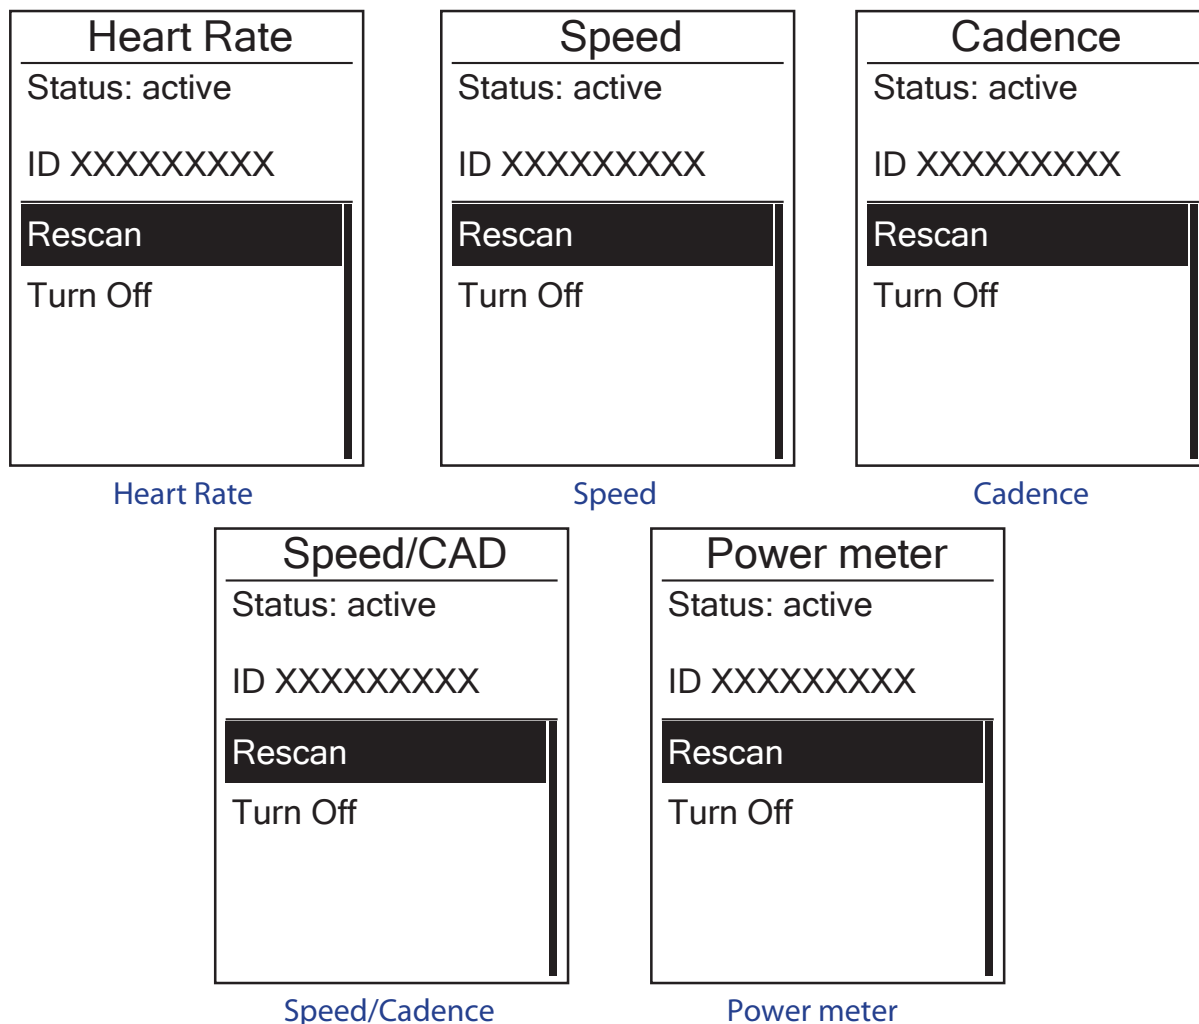 Heart Rate
Status: active
ID XXXXXXXXX
Rescan
Turn Off
Heart Rate
Speed
Status: active
ID XXXXXXXXX
Rescan
Turn Off
Speed
Cadence
Status: active
ID XXXXXXXXX
Rescan
Turn Off
Cadence
Speed/CAD
Status: active
ID XXXXXXXXX
Rescan
Turn Off
Speed/Cadence
Power meter
Status: active
ID XXXXXXXXX
Rescan
Turn Off
Power meter